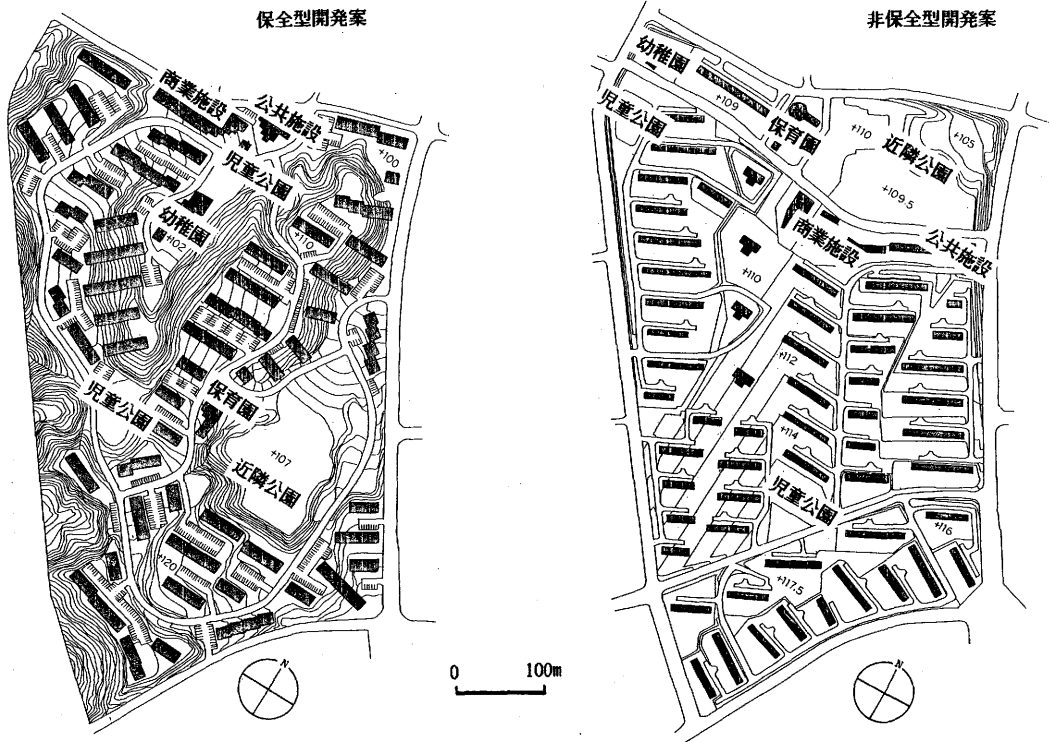 保全型開発案
商業施設
公共施設
+100
児童公園
幼稚園
+102
+110
児童公園
保育園
+107
近隣公園
+120
N
0 100m
非保全型開発案
幼稚園
+109
児童公園
保育園
+110
近隣公園
+105
+109.5
商業施設
公共施設
+110
+112
+114
児童公園
+116
+117.5
N